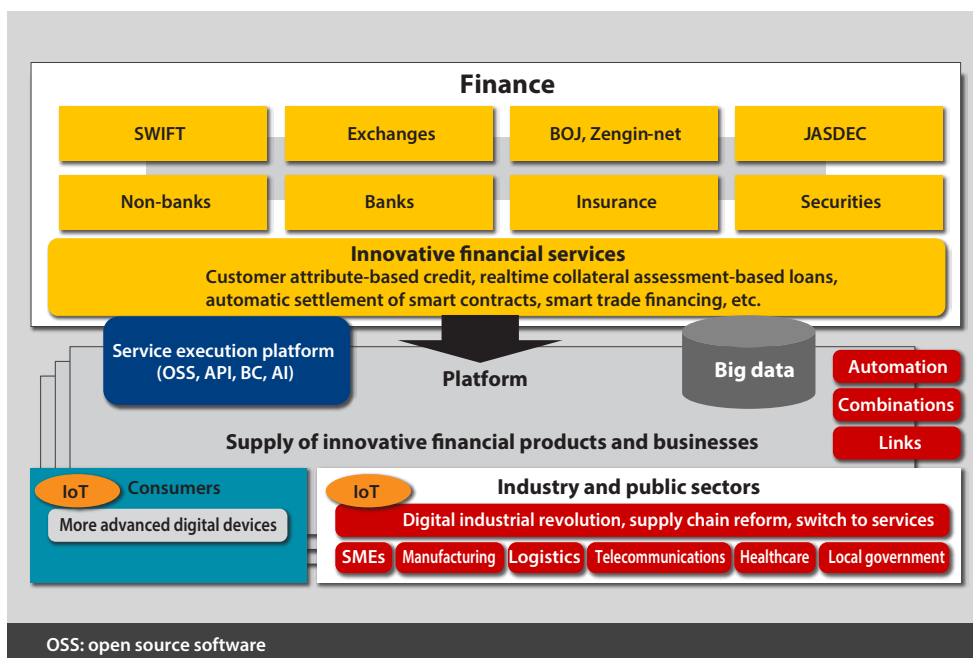 Finance
SWIFT
Exchanges
BOJ, Zengin-net
JASDEC
Non-banks
Banks
Insurance
Securities
Innovative financial services
Customer attribute-based credit, realtime collateral assessment-based loans,
automatic settlement of smart contracts, smart trade financing, etc.
Service execution platform
(OSS, API, BC, AI)
Platform
Big data
Automation
Combinations
Links
Supply of innovative financial products and businesses
IoT
Consumers
More advanced digital devices
IoT
Industry and public sectors
Digital industrial revolution, supply chain reform, switch to services
SMEs
Manufacturing
Logistics
Telecommunications
Healthcare
Local government
OSS: open source software